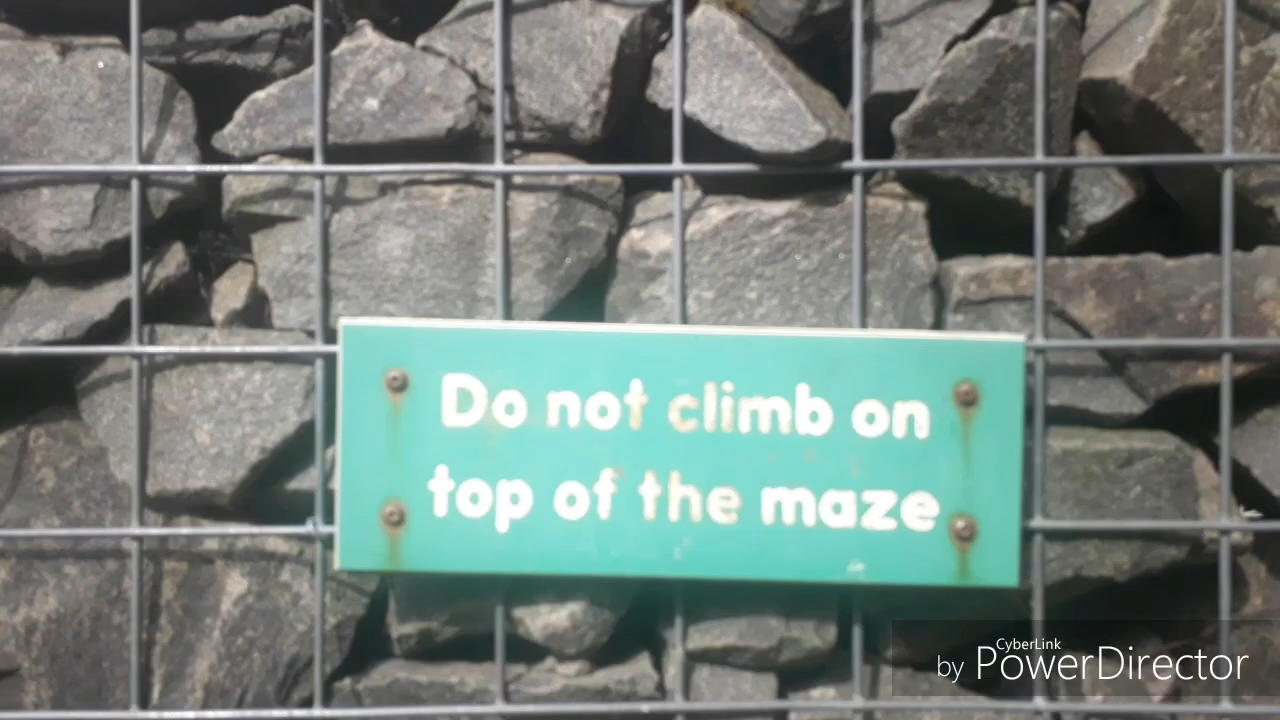 Do not climb on
top of the maze
CyberLink
by PowerDirector